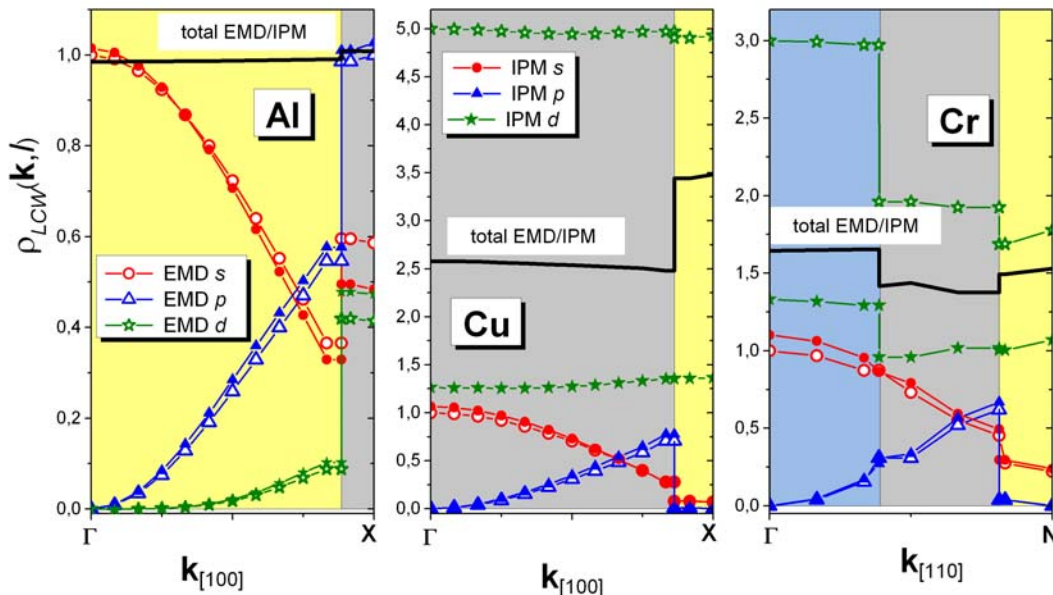 ρLCW(k,l)
total EMD/IPM
Al
1,0
0,8
0,6
0,4
0,2
0,0
EMD s
EMD p
EMD d
Γ
X
k[100]
5.0
4.5
4.0
3.5
3.0
2.5
2.0
1.5
1.0
0.5
0.0
IPM s
IPM p
IPM d
total EMD/IPM
Cu
Γ
X
k[100]
3.0
2.5
2.0
1.5
1.0
0.5
0.0
Cr
total EMD/IPM
Γ
N
k[110]